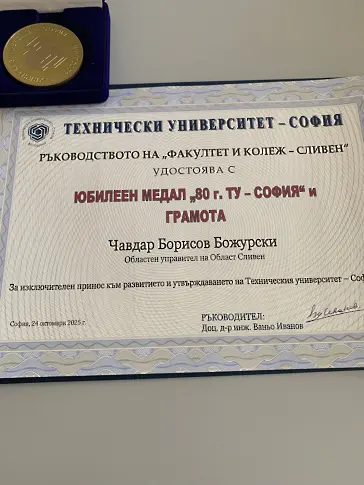 ТЕХНИЧЕСКИ УНИВЕРСИТЕТ – СОФИЯ
РЪКОВОДСТВОТО НА „ФАКУЛТЕТ И КОЛЕЖ – СЛИВЕН“
УДОСТОЯВА С
ЮБИЛЕЕН МЕДАЛ „80 г. ТУ – СОФИЯ“ и
ГРАМОТА
Чавдар Борисов Божурски
Областен управител на Област Сливен
За изключителен принос към развитието и утвърждаването на Техническия университет – Соф
София, 24 октомври 2025 г.
РЪКОВОДИТЕЛ:
Доц. д-р инж. Ваньо Иванов